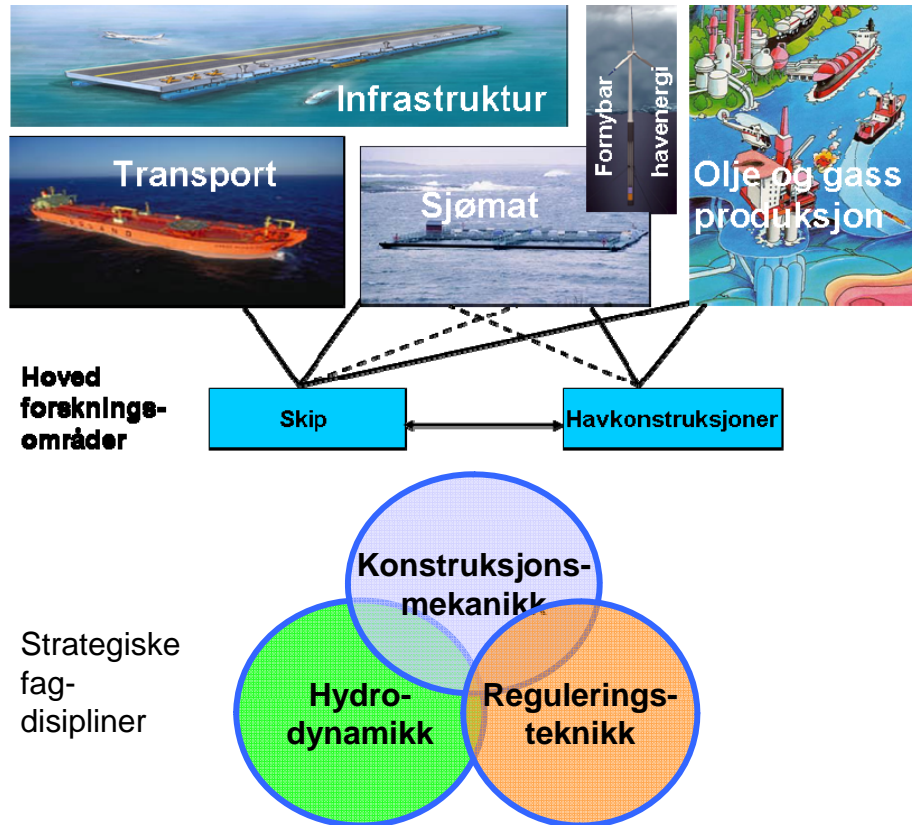 Infrastruktur
Fornybar
havenergi
Transport
Sjømat
Olje og gass
produksjon
Hoved
forsknings-
områder
Skip
Havkonstruksjoner
Konstruksjons-
mekanikk
Strategiske
fag-
disipliner
Hydro-
dynamikk
Regulerings-
teknikk